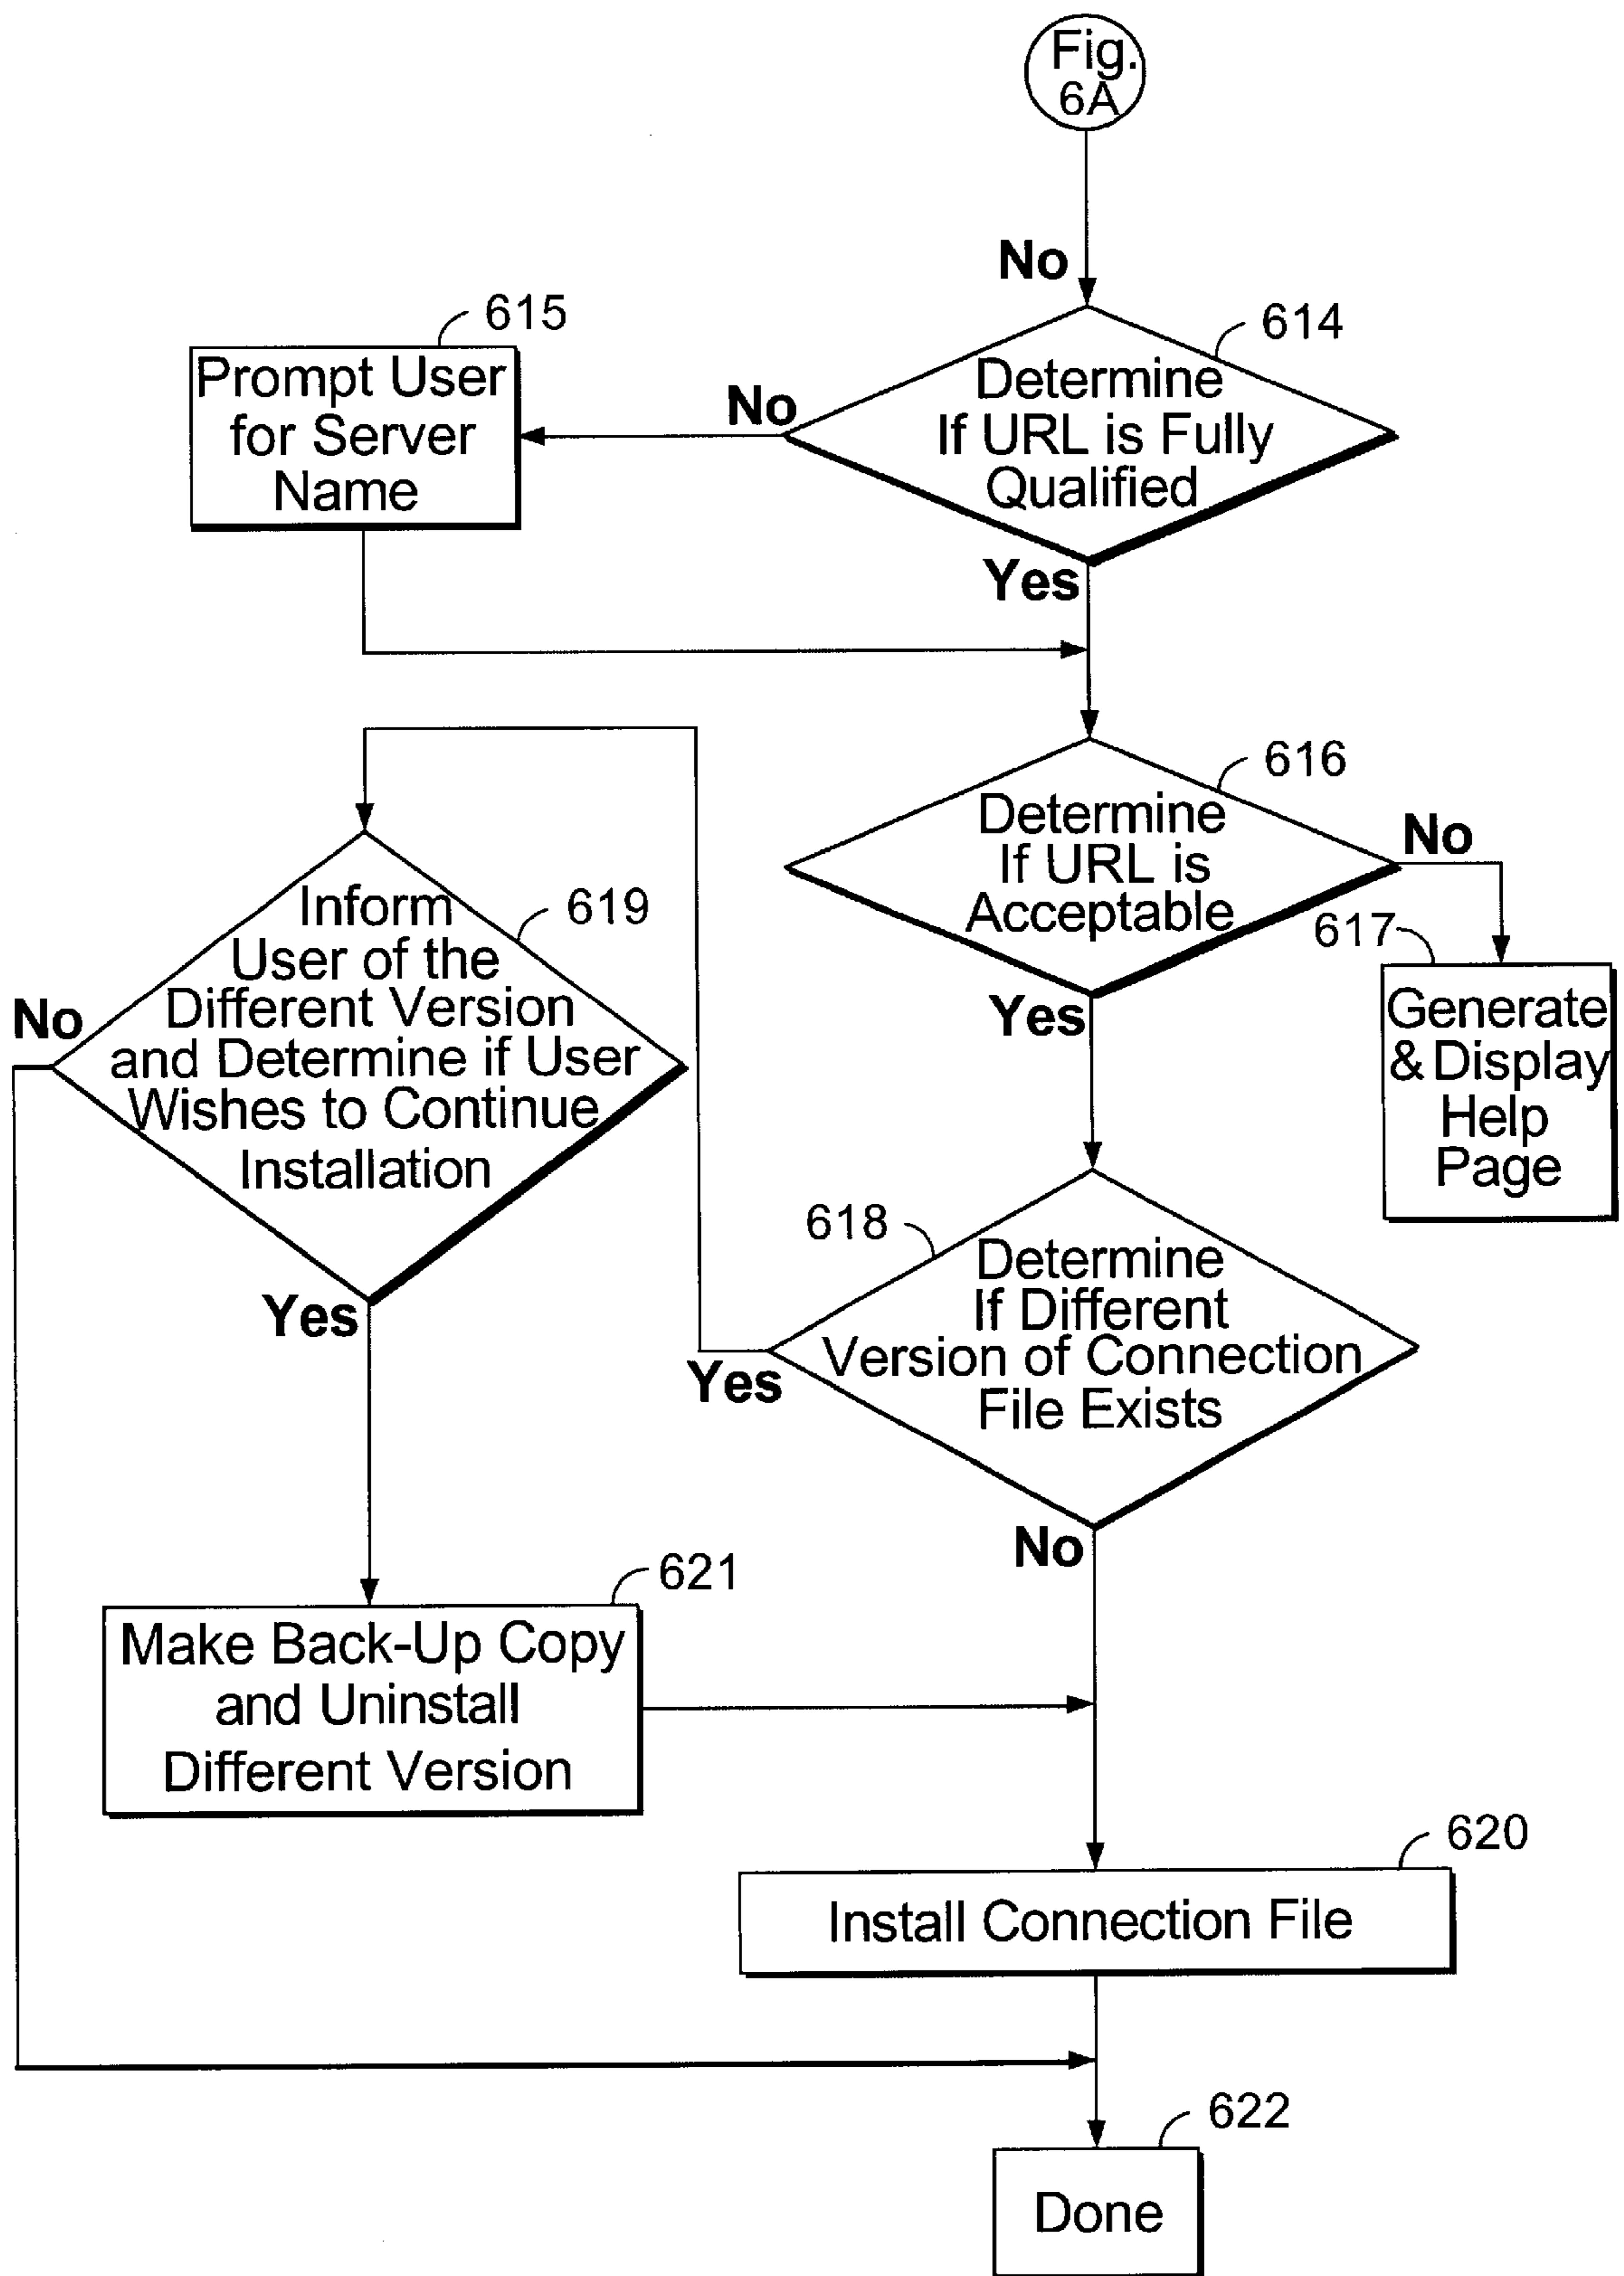 Fig.
6A
No
615
614
Prompt User
for Server
Name
No
Determine
If URL is Fully
Qualified
Yes
616
Determine
If URL is
Acceptable
No
617
Generate
& Display
Help
Page
Yes
619
Inform
User of the
Different Version
and Determine if User
Wishes to Continue
Installation
No
Yes
618
Determine
If Different
Version of Connection
File Exists
Yes
No
621
Make Back-Up Copy
and Uninstall
Different Version
620
Install Connection File
622
Done